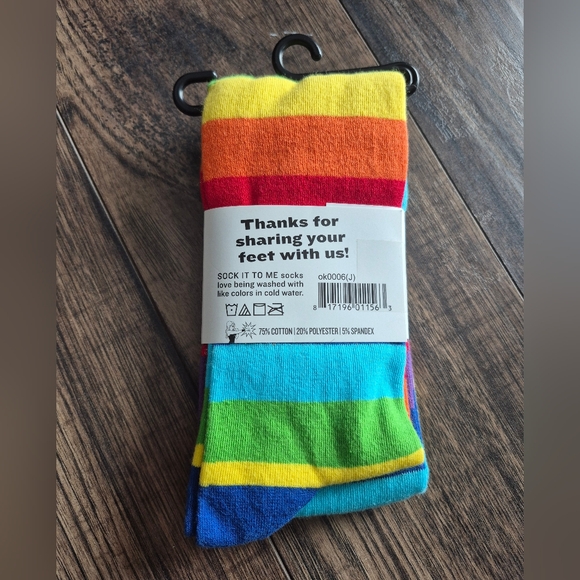 Thanks for
sharing your
feet with us!
SOCK IT TO ME socks
love being washed with
like colors in cold water.
ok0006(J)
8 17196 01156 3
75% COTTON | 20% POLYESTER | 5% SPANDEX